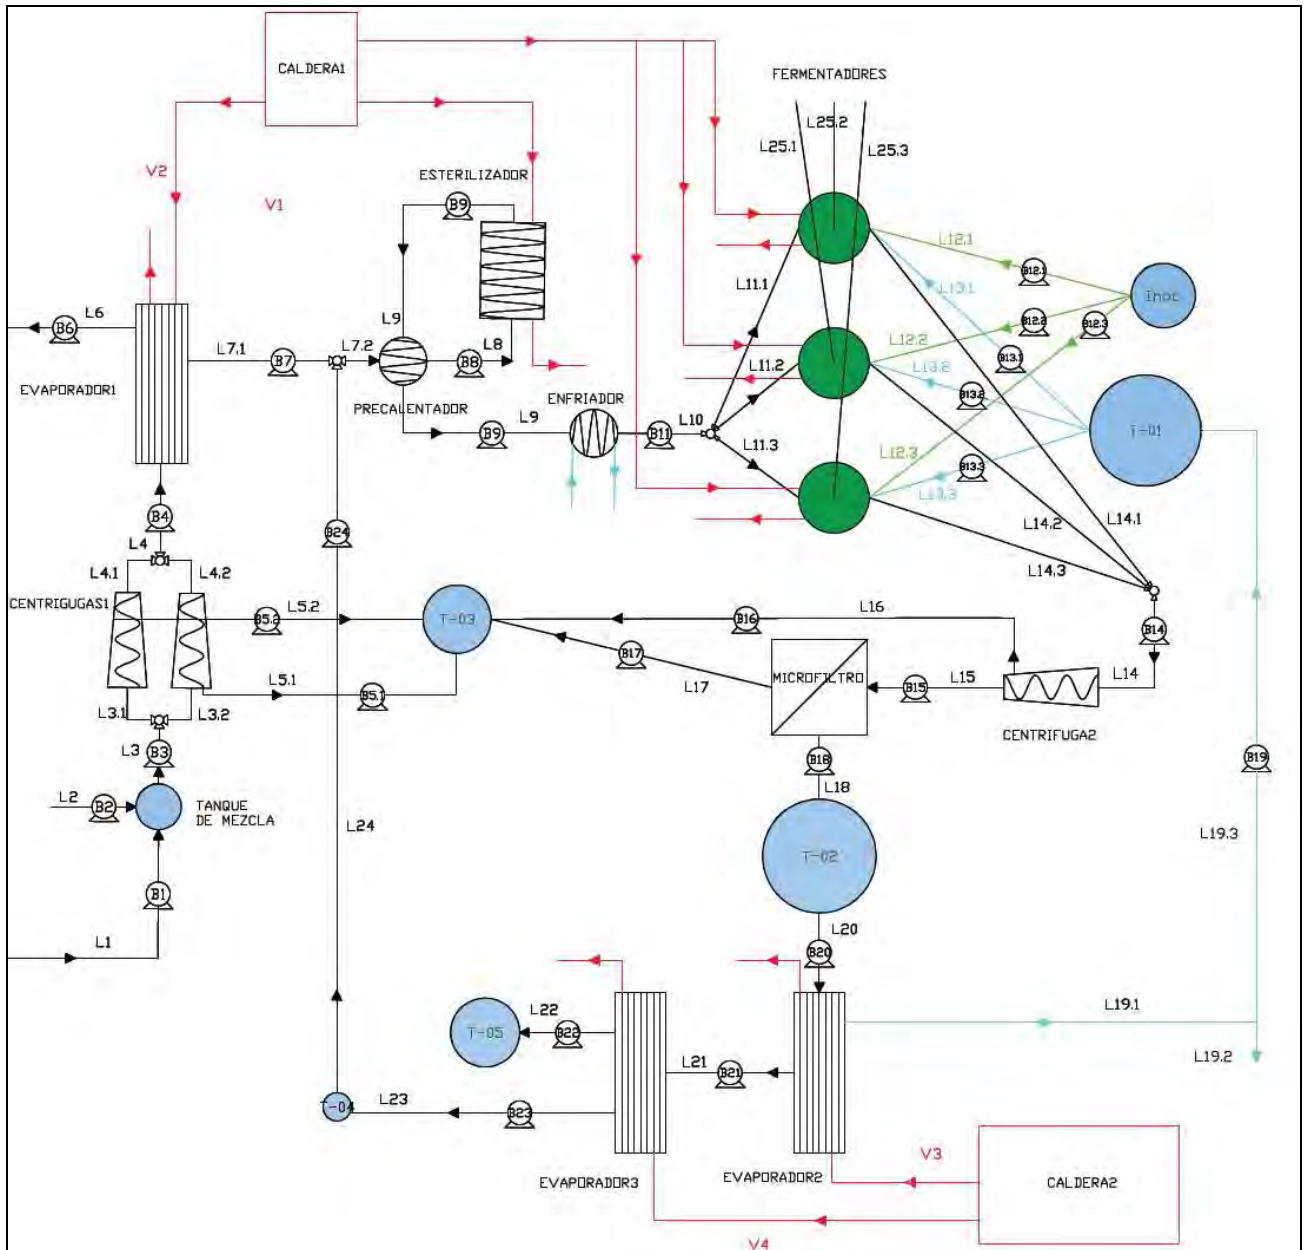 CALDERA1
FERMENTADORES
L25.2
L25.1
L25.3
V2
ESTERILIZADOR
V1
B9
L12.1
B12.1
Inoc
L13.1
L11.1
L6
B6
L9
L8
B12.2
B12.3
L12.2
L7.1
B7
L7.2
B8
L11.2
B13.1
L13.2
EVAPORADOR1
PRECALENTADOR
ENFRIADOR
B13.2
L9
B9
B11
L10
T-01
L11.3
L12.3
B13.3
L13.3
B4
B24
L14.2
L14.1
L4
L4.1
L4.2
L14.3
CENTRIGUGAS1
L5.2
B5.2
T-03
B16
L16
B14
B17
L5.1
B5.1
L17
MICROFILTRO
B15
L15
L14
L3.1
L3.2
CENTRIFUGA2
L3
B3
B18
B19
L18
L2
B2
TANQUE
DE MEZCLA
L24
L19.3
T-02
B1
L20
L1
B20
L22
L19.1
T-05
B22
L21
B21
L19.2
T-04
L23
B23
EVAPORADOR3
EVAPORADOR2
V3
CALDERA2
V4